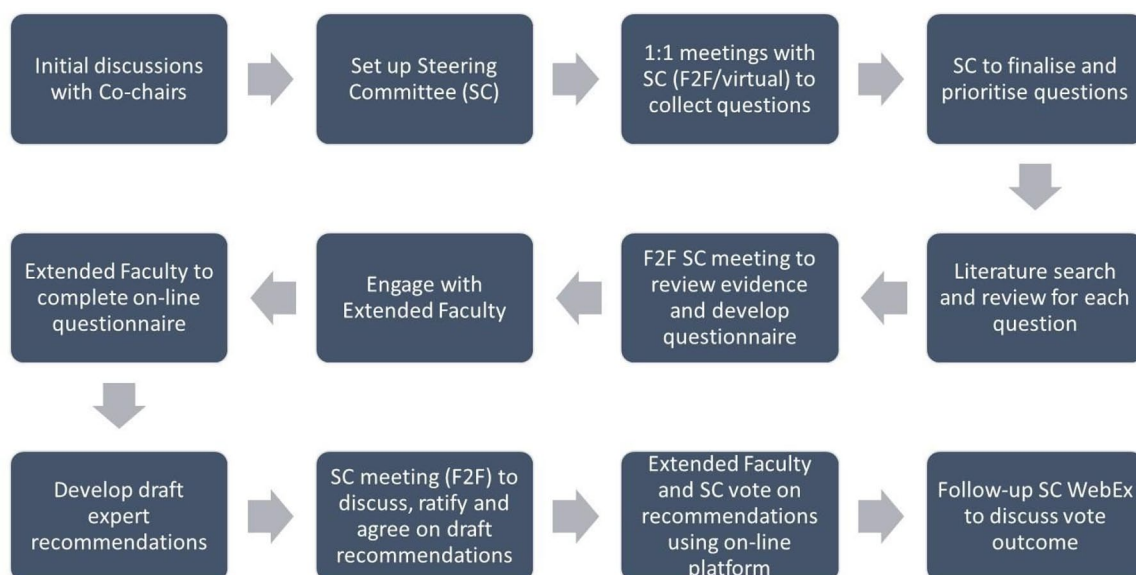 Initial discussions
with Co-chairs
Set up Steering
Committee (SC)
1:1 meetings with
SC (F2F/virtual) to
collect questions
SC to finalise and
prioritise questions
Literature search
and review for each
question
F2F SC meeting to
review evidence
and develop
questionnaire
Engage with
Extended Faculty
Extended Faculty to
complete on-line
questionnaire
Develop draft
expert
recommendations
SC meeting (F2F) to
discuss, ratify and
agree on draft
recommendations
Extended Faculty
and SC vote on
recommendations
using on-line
platform
Follow-up SC WebEx
to discuss vote
outcome